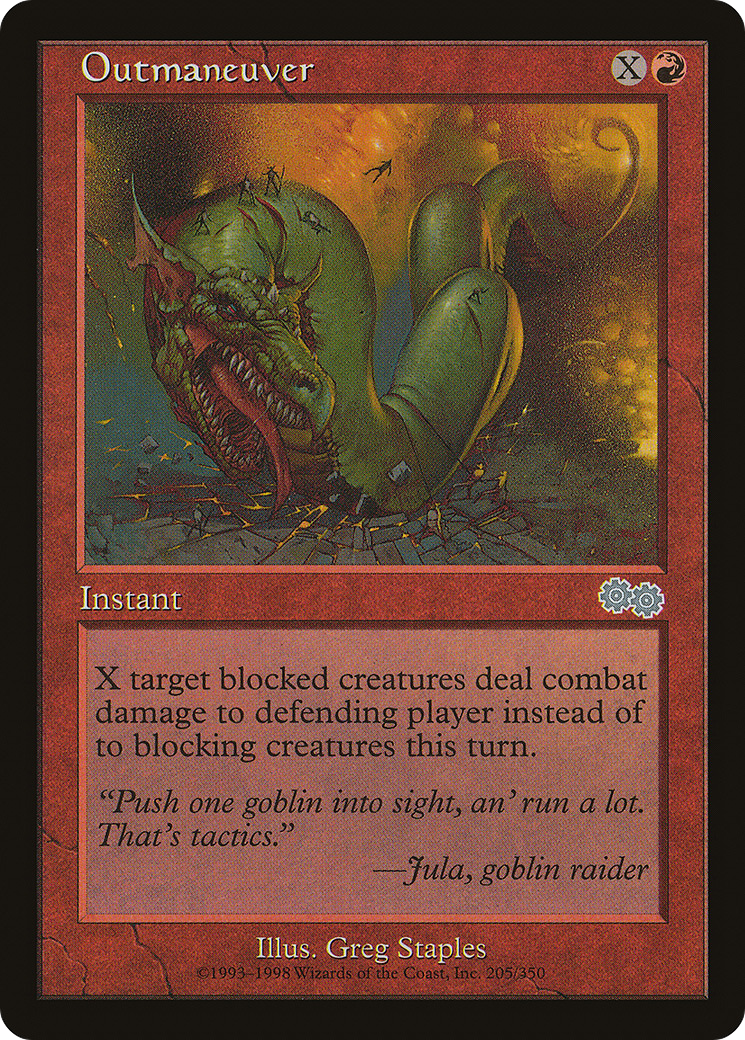 Outmaneuver X
Instant
X target blocked creatures deal combat
damage to defending player instead of
to blocking creatures this turn.
“Push one goblin into sight, an’ run a lot.
That’s tactics.”
—Jula, goblin raider
Illus. Greg Staples
©1993–1998 Wizards of the Coast, Inc. 205/350